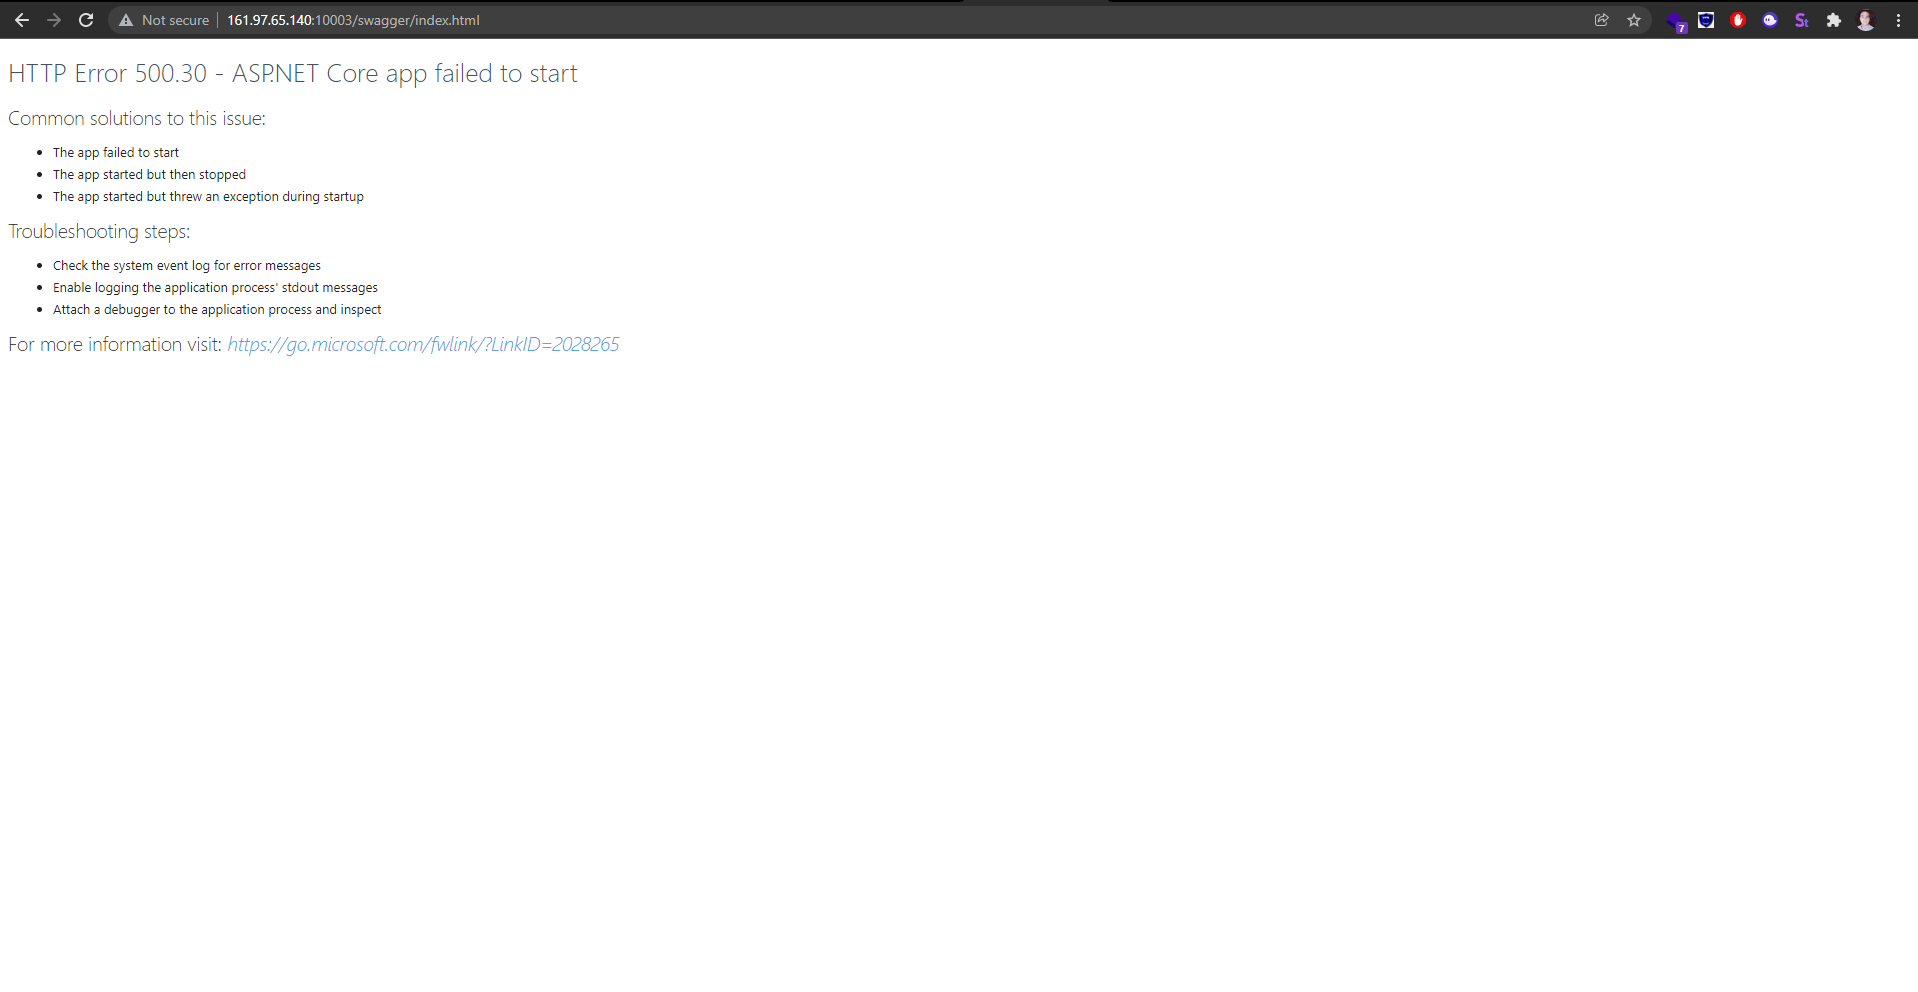 Not secure 161.97.65.140:10003/swagger/index.html
7
St
HTTP Error 500.30 - ASP.NET Core app failed to start
Common solutions to this issue:
• The app failed to start
• The app started but then stopped
• The app started but threw an exception during startup
Troubleshooting steps:
• Check the system event log for error messages
• Enable logging the application process' stdout messages
• Attach a debugger to the application process and inspect
For more information visit: https://go.microsoft.com/fwlink/?LinkID=2028265